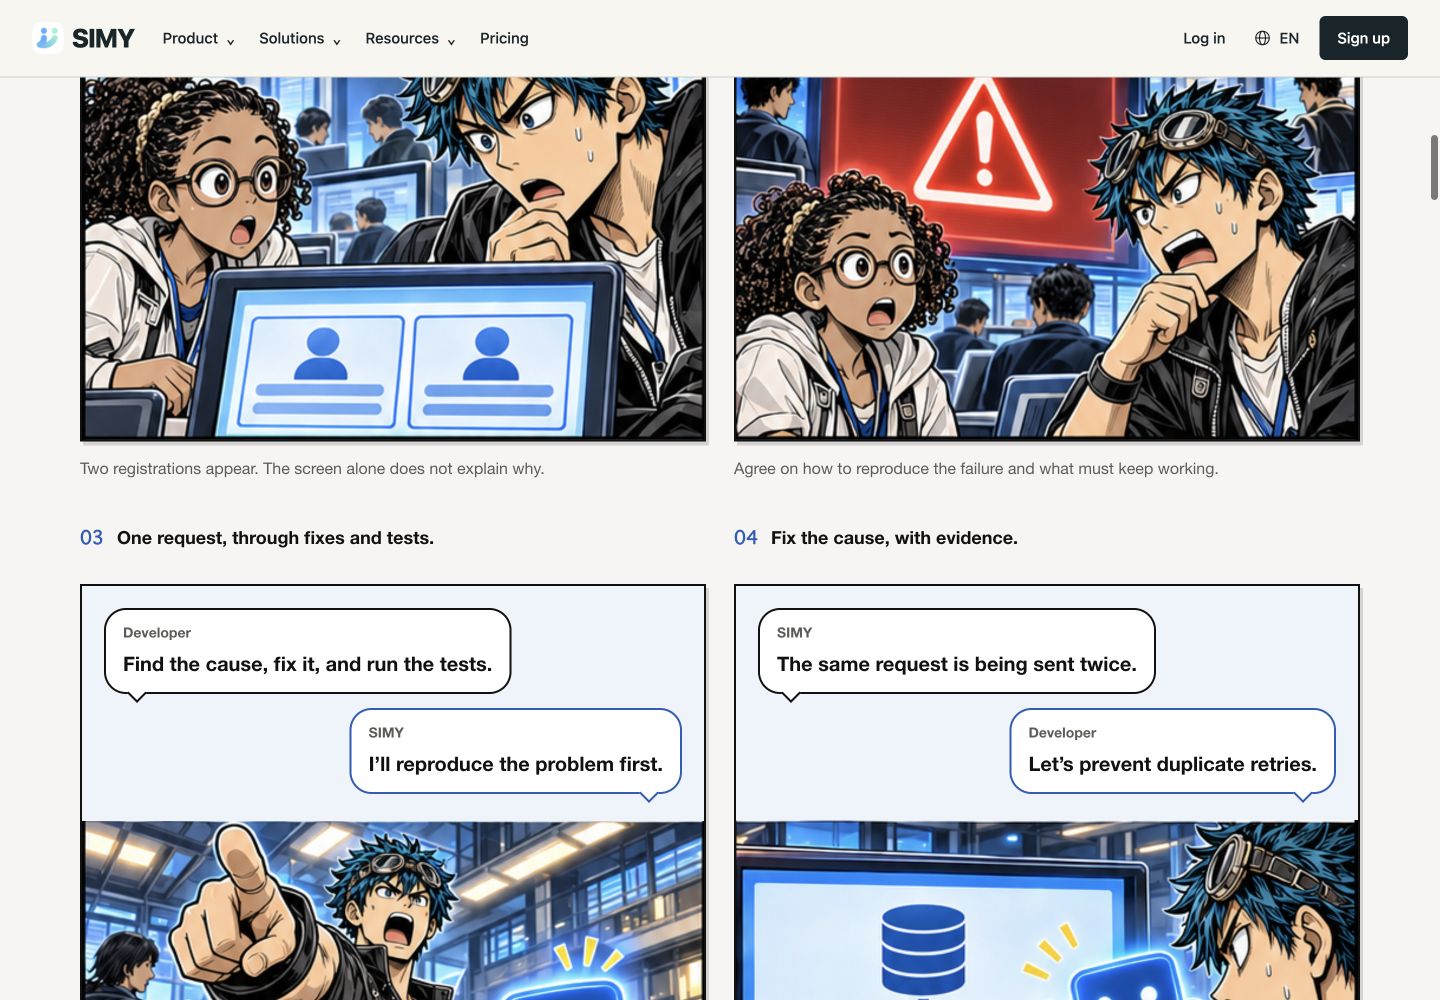 SIMY
Product
Solutions
Resources
Pricing
Log in
EN
Sign up
Two registrations appear. The screen alone does not explain why.
Agree on how to reproduce the failure and what must keep working.
03 One request, through fixes and tests.
Developer
Find the cause, fix it, and run the tests.
SIMY
I’ll reproduce the problem first.
04 Fix the cause, with evidence.
SIMY
The same request is being sent twice.
Developer
Let’s prevent duplicate retries.